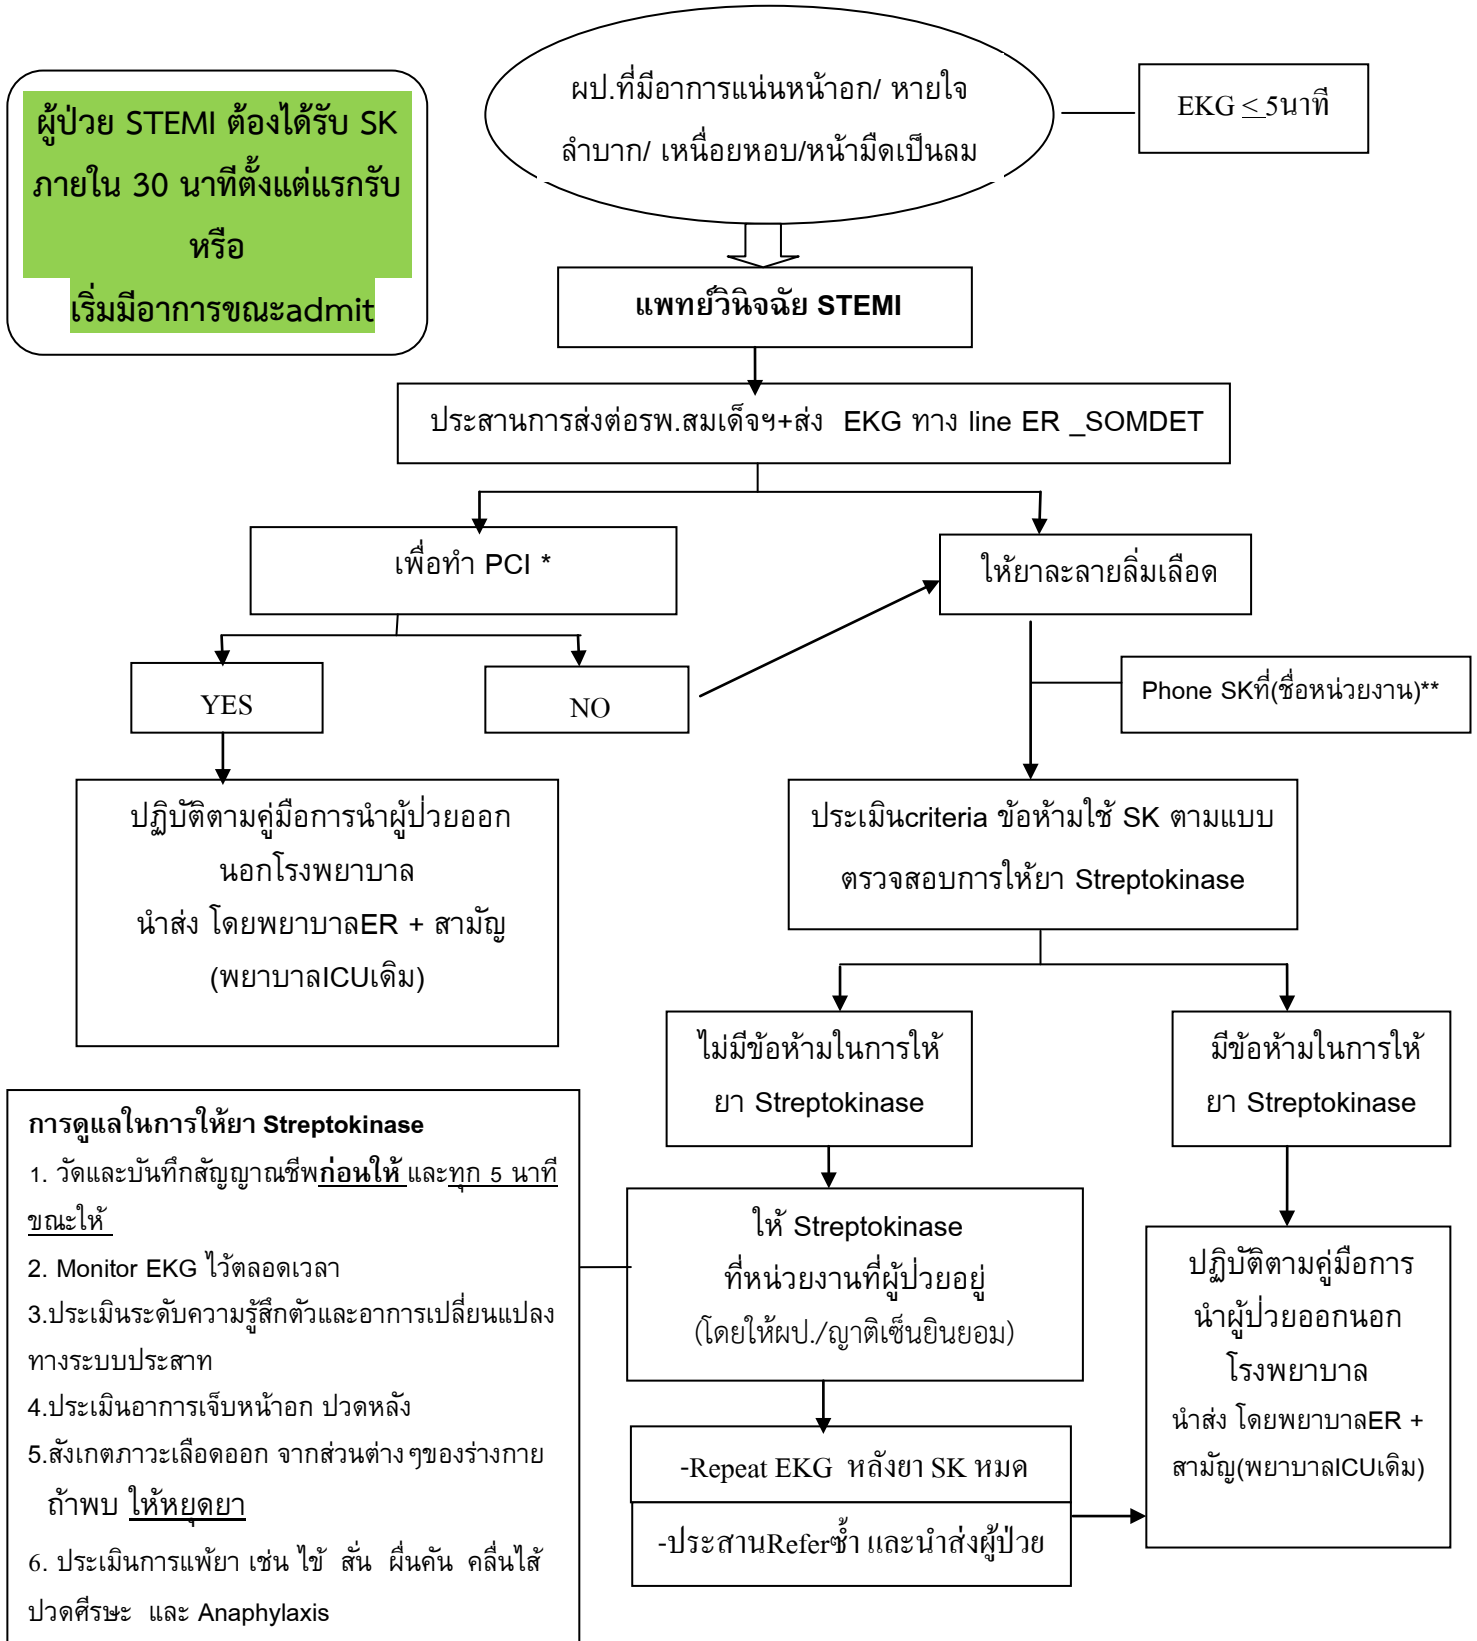 ผู้ป่วย STEMI ต้องได้รับ SK
ภายใน 30 นาทีตั้งแต่แรกรับ
หรือ
เริ่มมีอาการขณะadmit
ผป.ที่มีอาการแน่นหน้าอก/ หายใจ
ลำบาก/ เหนื่อยหอบ/หน้ามืดเป็นลม
EKG ≤ 5นาที
แพทย์วินิจฉัย STEMI
ประสานการส่งต่อรพ.สมเด็จฯ+ส่ง EKG ทาง line ER _SOMDET
เพื่อทำ PCI *
ให้ยาละลายลิ่มเลือด
YES
NO
Phone SKที่(ชื่อหน่วยงาน)**
ปฏิบัติตามคู่มือการนำผู้ป่วยออก
นอกโรงพยาบาล
นำส่ง โดยพยาบาลER + สามัญ
(พยาบาลICUเดิม)
ประเมินcriteria ข้อห้ามใช้ SK ตามแบบ
ตรวจสอบการให้ยา Streptokinase
ไม่มีข้อห้ามในการให้
ยา Streptokinase
มีข้อห้ามในการให้
ยา Streptokinase
การดูแลในการให้ยา Streptokinase
1. วัดและบันทึกสัญญาณชีพก่อนให้ และทุก 5 นาที
ขณะให้
2. Monitor EKG ไว้ตลอดเวลา
3.ประเมินระดับความรู้สึกตัวและอาการเปลี่ยนแปลง
ทางระบบประสาท
4.ประเมินอาการเจ็บหน้าอก ปวดหลัง
5.สังเกตภาวะเลือดออก จากส่วนต่างๆของร่างกาย
ถ้าพบ ให้หยุดยา
6. ประเมินการแพ้ยา เช่น ไข้ สั่น ผื่นคัน คลื่นไส้
ปวดศีรษะ และ Anaphylaxis
ให้ Streptokinase
ที่หน่วยงานที่ผู้ป่วยอยู่
(โดยให้ผป./ญาติเซ็นยินยอม)
-Repeat EKG หลังยา SK หมด
-ประสานReferซ้ำ และนำส่งผู้ป่วย
ปฏิบัติตามคู่มือการ
นำผู้ป่วยออกนอก
โรงพยาบาล
นำส่ง โดยพยาบาลER +
สามัญ(พยาบาลICUเดิม)